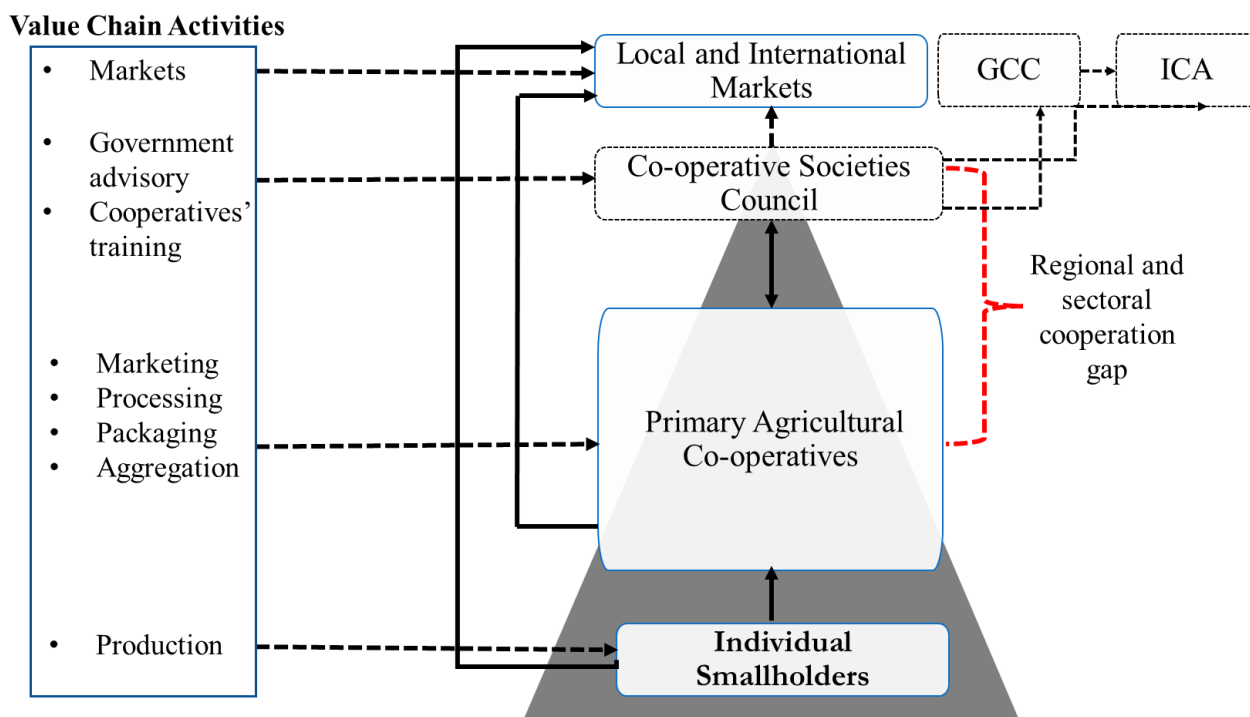 Value Chain Activities
• Markets
• Government
advisory
• Cooperatives’
training
• Marketing
• Processing
• Packaging
• Aggregation
• Production
Local and International
Markets
GCC
ICA
Co-operative Societies
Council
Regional and
sectoral
cooperation
gap
Primary Agricultural
Co-operatives
Individual
Smallholders